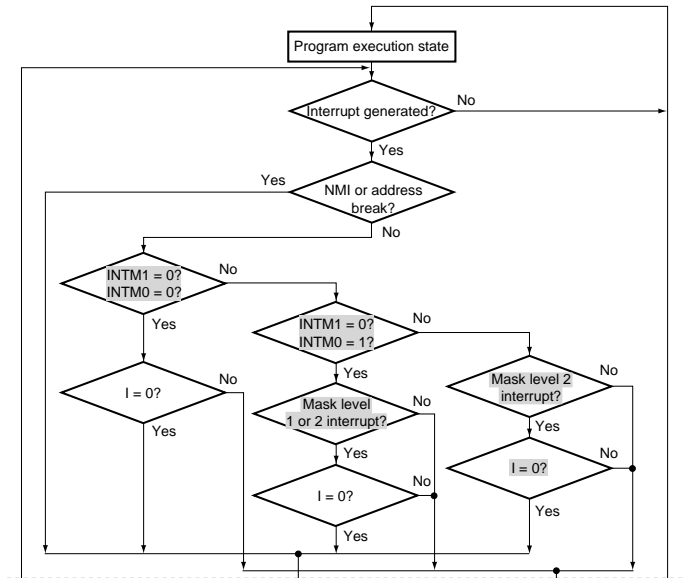 Program execution state
Interrupt generated?
No
Yes
Yes
NMI or address
break?
No
INTM1 = 0?
INTM0 = 0?
No
Yes
INTM1 = 0?
INTM0 = 1?
No
Yes
I = 0?
No
Yes
Mask level
1 or 2 interrupt?
No
Yes
Mask level 2
interrupt?
No
Yes
I = 0?
No
Yes
I = 0?
No
Yes